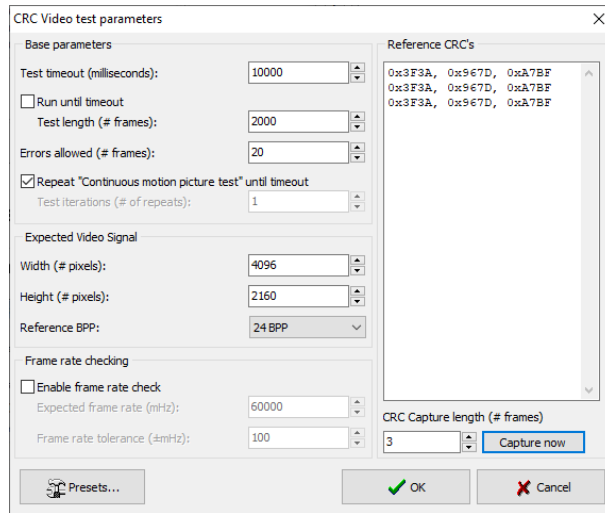 CRC Video test parameters
Base parameters
Test timeout (milliseconds):
10000
Run until timeout
Test length (# frames):
2000
Errors allowed (# frames):
20
Repeat "Continuous motion picture test" until timeout
Test iterations (# of repeats):
1
Expected Video Signal
Width (# pixels):
4096
Height (# pixels):
2160
Reference BPP:
24 BPP
Frame rate checking
Enable frame rate check
Expected frame rate (mHz):
60000
Frame rate tolerance (±mHz):
100
Reference CRC's
0x3F3A, 0x967D, 0xA7BF
0x3F3A, 0x967D, 0xA7BF
0x3F3A, 0x967D, 0xA7BF
CRC Capture length (# frames)
3
Capture now
Presets...
OK
Cancel